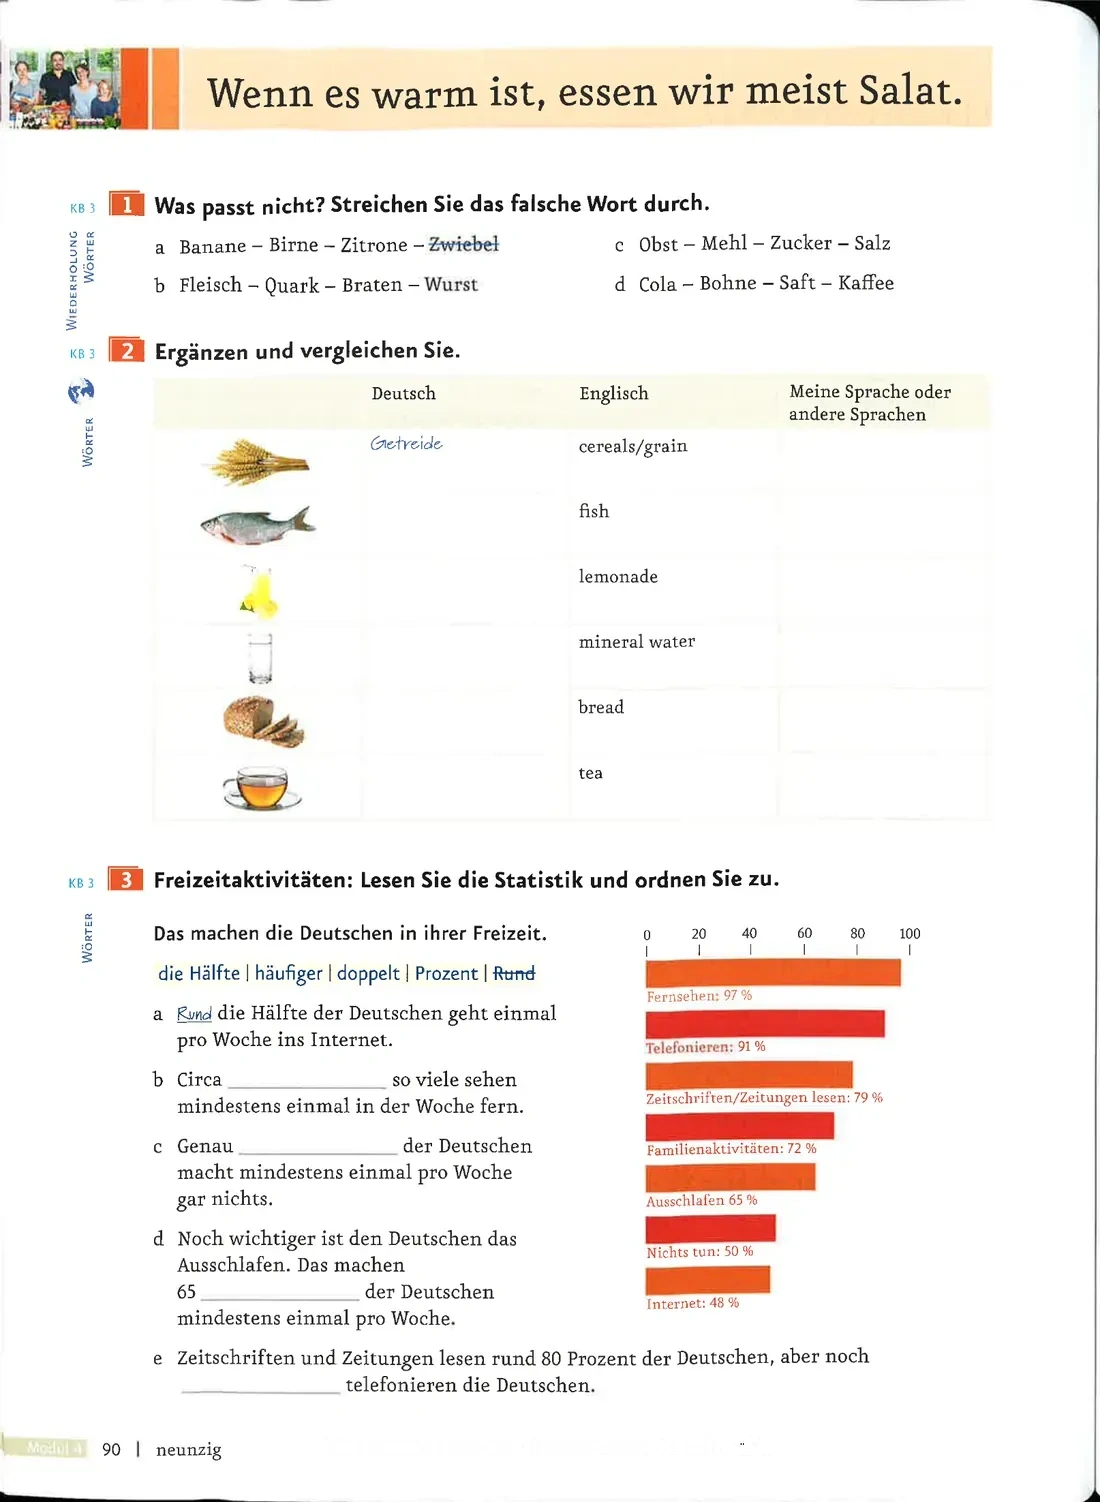 Wenn es warm ist, essen wir meist Salat.
KB 3 1 Was passt nicht? Streichen Sie das falsche Wort durch.
WIEDERHOLUNG
WÖRTER
a Banane – Birne – Zitrone – Zwiebel
c Obst – Mehl – Zucker – Salz
b Fleisch – Quark – Braten – Wurst
d Cola – Bohne – Saft – Kaffee
KB 3 2 Ergänzen und vergleichen Sie.
WÖRTER
Deutsch Englisch Meine Sprache oder
andere Sprachen
Getreide cereals/grain
fish
lemonade
mineral water
bread
tea
KB 3 3 Freizeitaktivitäten: Lesen Sie die Statistik und ordnen Sie zu.
WÖRTER
Das machen die Deutschen in ihrer Freizeit.
die Hälfte | häufiger | doppelt | Prozent | Rund
a Rund die Hälfte der Deutschen geht einmal
pro Woche ins Internet.
b Circa ______________ so viele sehen
mindestens einmal in der Woche fern.
c Genau ______________ der Deutschen
macht mindestens einmal pro Woche
gar nichts.
d Noch wichtiger ist den Deutschen das
Ausschlafen. Das machen
65 ______________ der Deutschen
mindestens einmal pro Woche.
0 20 40 60 80 100
Fernsehen: 97 %
Telefonieren: 91 %
Zeitschriften/Zeitungen lesen: 79 %
Familienaktivitäten: 72 %
Ausschlafen 65 %
Nichts tun: 50 %
Internet: 48 %
e Zeitschriften und Zeitungen lesen rund 80 Prozent der Deutschen, aber noch
______________ telefonieren die Deutschen.
Modul 4 90 | neunzig